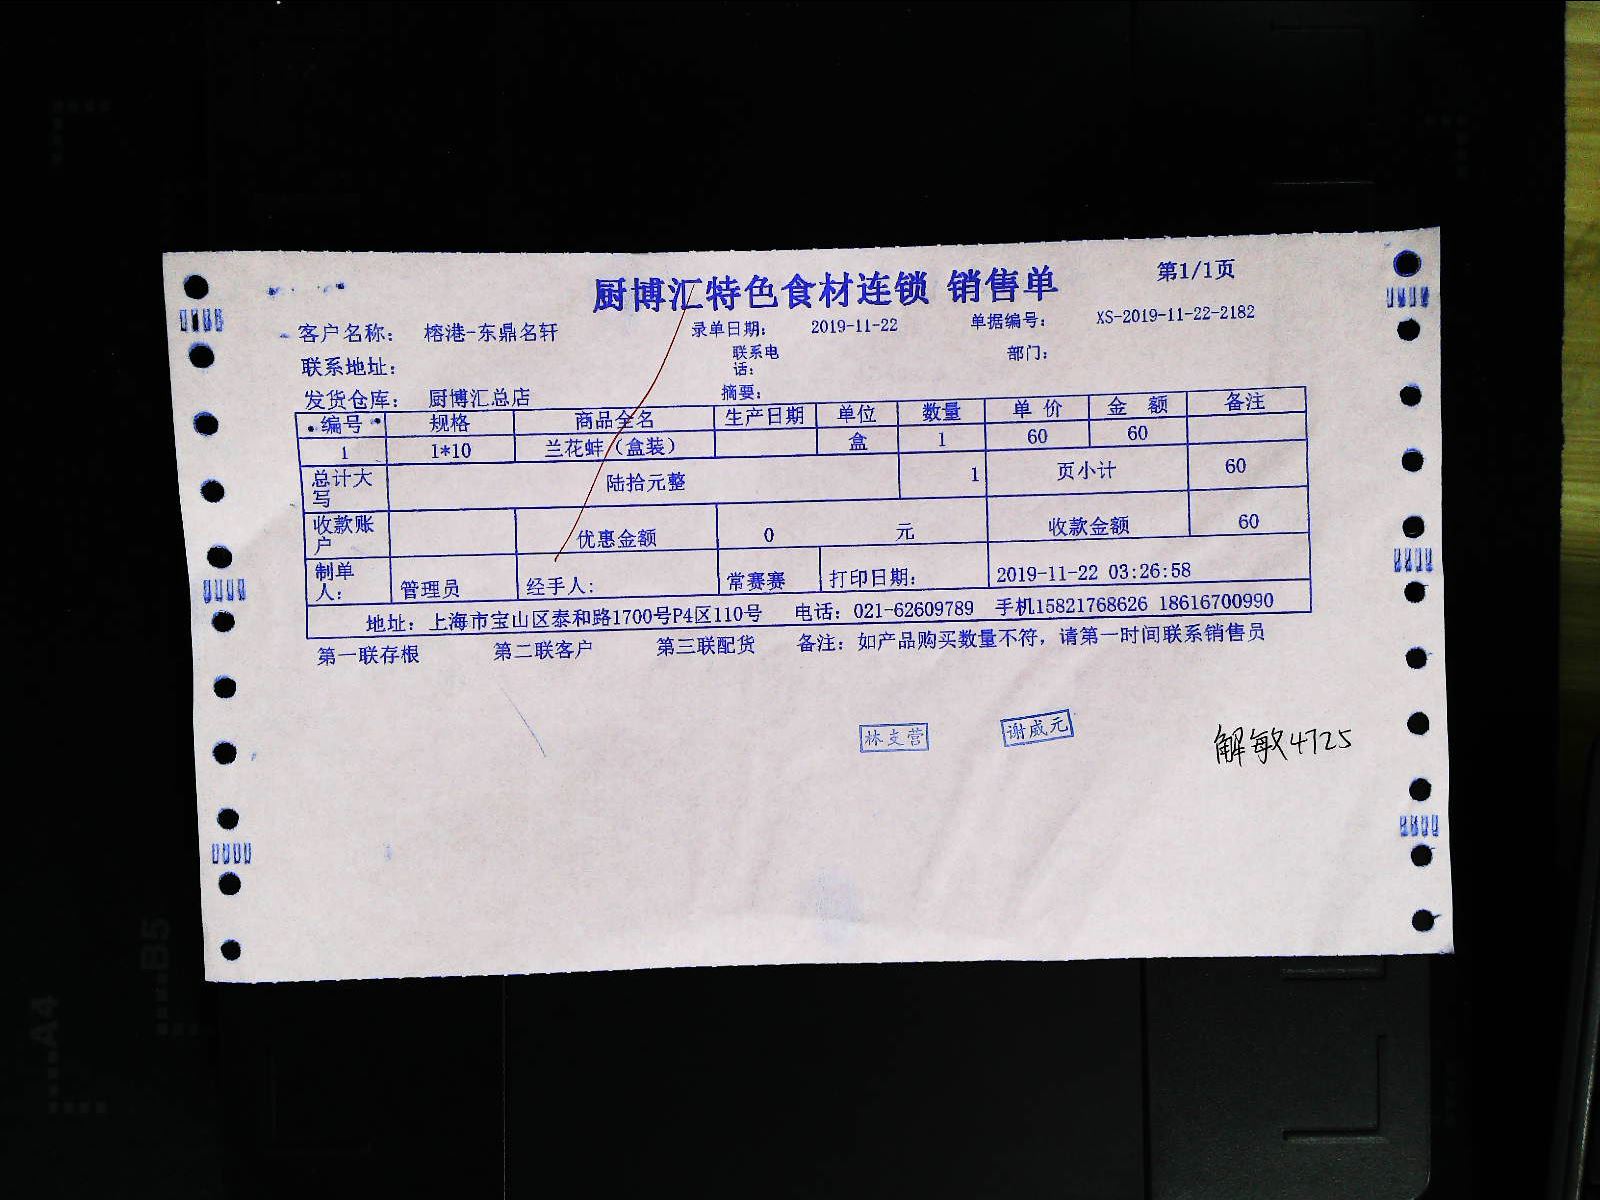 厨博汇特色食材连锁 销售单 第1/1页
客户名称： 榕港-东鼎名轩 录单日期： 2019-11-22 单据编号： XS-2019-11-22-2182
联系地址： 联系电话： 部门：
发货仓库： 厨博汇总店 摘要：
编号 规格 商品全名 生产日期 单位 数量 单 价 金 额 备注
1 1*10 兰花蚌（盒装） 盒 1 60 60
总计大写 陆拾元整 1 页小计 60
收款账户 优惠金额 0 元 收款金额 60
制单人： 管理员 经手人： 常赛赛 打印日期： 2019-11-22 03:26:58
地址：上海市宝山区泰和路1700号P4区110号 电话：021-62609789 手机15821768626 18616700990
第一联存根 第二联客户 第三联配货 备注：如产品购买数量不符，请第一时间联系销售员
林支营 谢威元 解敏4725
A4 B5